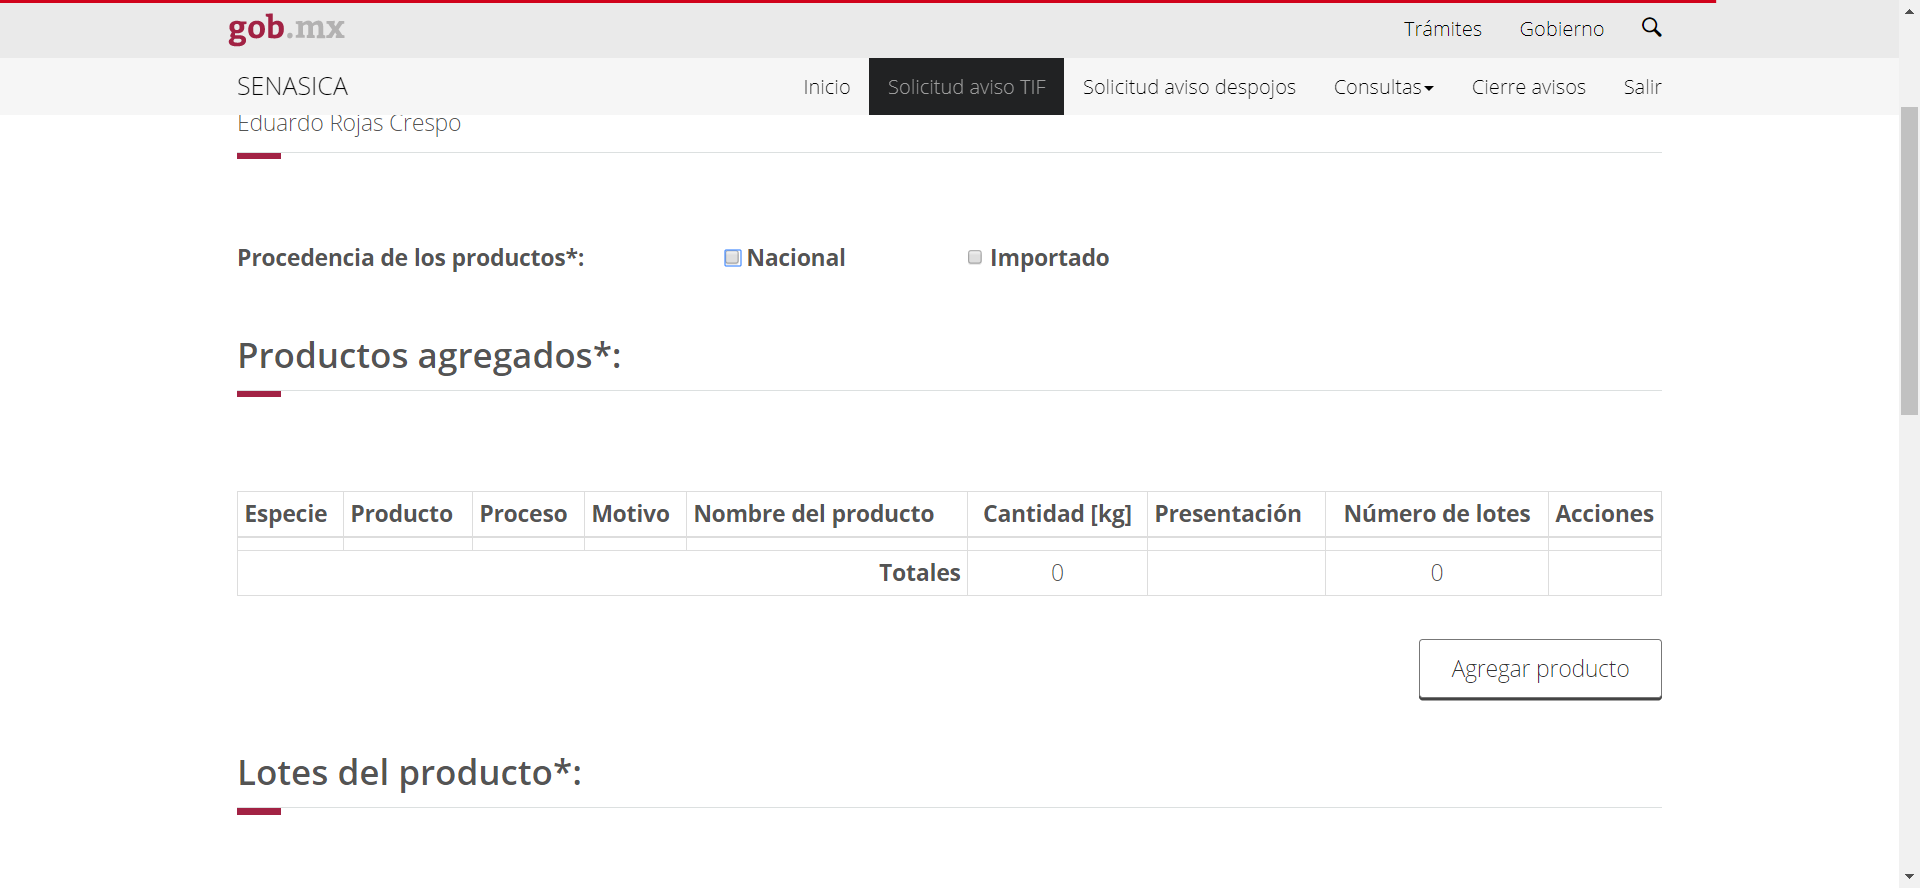 gob.mx
Trámites Gobierno
SENASICA Inicio Solicitud aviso TIF Solicitud aviso despojos Consultas Cierre avisos Salir
Eduardo Rojas Crespo
Procedencia de los productos*: Nacional Importado
Productos agregados*:
Especie Producto Proceso Motivo Nombre del producto Cantidad [kg] Presentación Número de lotes Acciones
Totales 0 0
Agregar producto
Lotes del producto*: